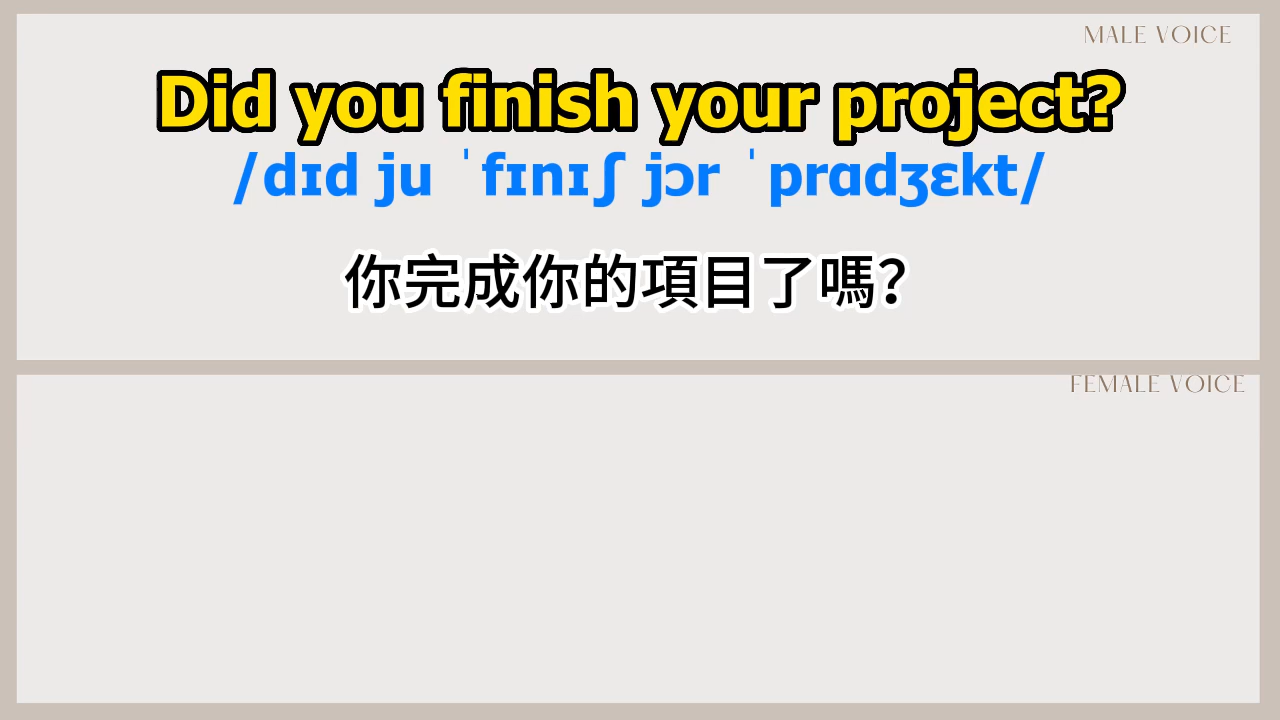 MALE VOICE
Did you finish your project?
/dɪd ju ˈfɪnɪʃ jɔr ˈprɑdʒɛkt/
你完成你的項目了嗎？
FEMALE VOICE